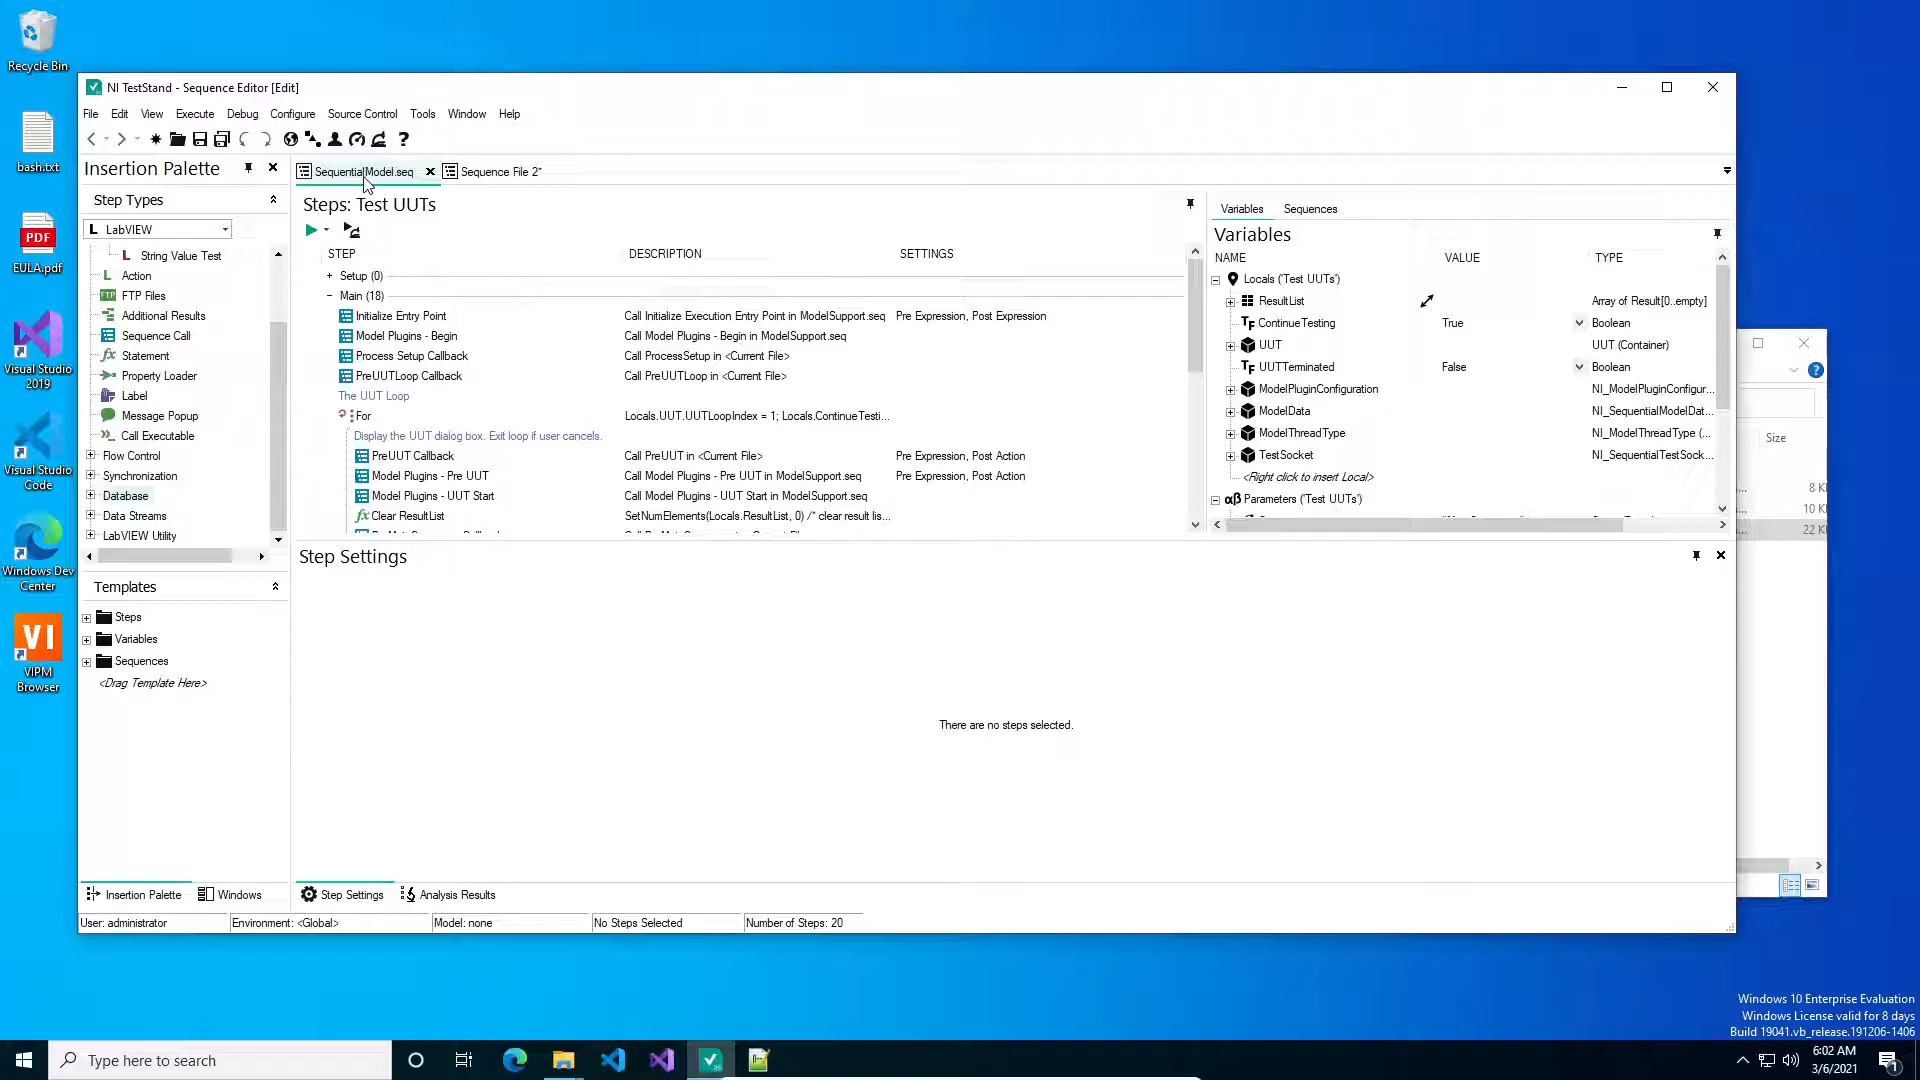 Recycle Bin
bash.txt
EULA.pdf
PDF
Visual Studio
2019
Visual Studio
Code
Windows Dev
Center
VI
VIPM
Browser
NI TestStand - Sequence Editor [Edit]
File Edit View Execute Debug Configure Source Control Tools Window Help
Insertion Palette
Step Types
LabVIEW
String Value Test
Action
FTP Files
Additional Results
Sequence Call
Statement
Property Loader
Label
Message Popup
Call Executable
Flow Control
Synchronization
Database
Data Streams
LabVIEW Utility
Templates
Steps
Variables
Sequences
<Drag Template Here>
Insertion Palette Windows
SequentialModel.seq Sequence File 2*
Steps: Test UUTs
STEP DESCRIPTION SETTINGS
+ Setup (0)
− Main (18)
Initialize Entry Point Call Initialize Execution Entry Point in ModelSupport.seq Pre Expression, Post Expression
Model Plugins - Begin Call Model Plugins - Begin in ModelSupport.seq
Process Setup Callback Call ProcessSetup in <Current File>
PreUUTLoop Callback Call PreUUTLoop in <Current File>
The UUT Loop
For Locals.UUT.UUTLoopIndex = 1; Locals.ContinueTesti...
Display the UUT dialog box. Exit loop if user cancels.
PreUUT Callback Call PreUUT in <Current File> Pre Expression, Post Action
Model Plugins - Pre UUT Call Model Plugins - Pre UUT in ModelSupport.seq Pre Expression, Post Action
Model Plugins - UUT Start Call Model Plugins - UUT Start in ModelSupport.seq
Clear ResultList SetNumElements(Locals.ResultList, 0) /* clear result lis...
Variables Sequences
Variables
NAME VALUE TYPE
Locals ('Test UUTs')
ResultList Array of Result[0..empty]
ContinueTesting True Boolean
UUT UUT (Container)
UUTTerminated False Boolean
ModelPluginConfiguration NI_ModelPluginConfigur...
ModelData NI_SequentialModelDat...
ModelThreadType NI_ModelThreadType (...
TestSocket NI_SequentialTestSock...
<Right click to insert Local>
Parameters ('Test UUTs')
Step Settings
There are no steps selected.
Step Settings Analysis Results
User: administrator Environment: <Global> Model: none No Steps Selected Number of Steps: 20
Size
8 K
10 K
22 K
Windows 10 Enterprise Evaluation
Windows License valid for 8 days
Build 19041.vb_release.191206-1406
Type here to search
6:02 AM
3/6/2021
1